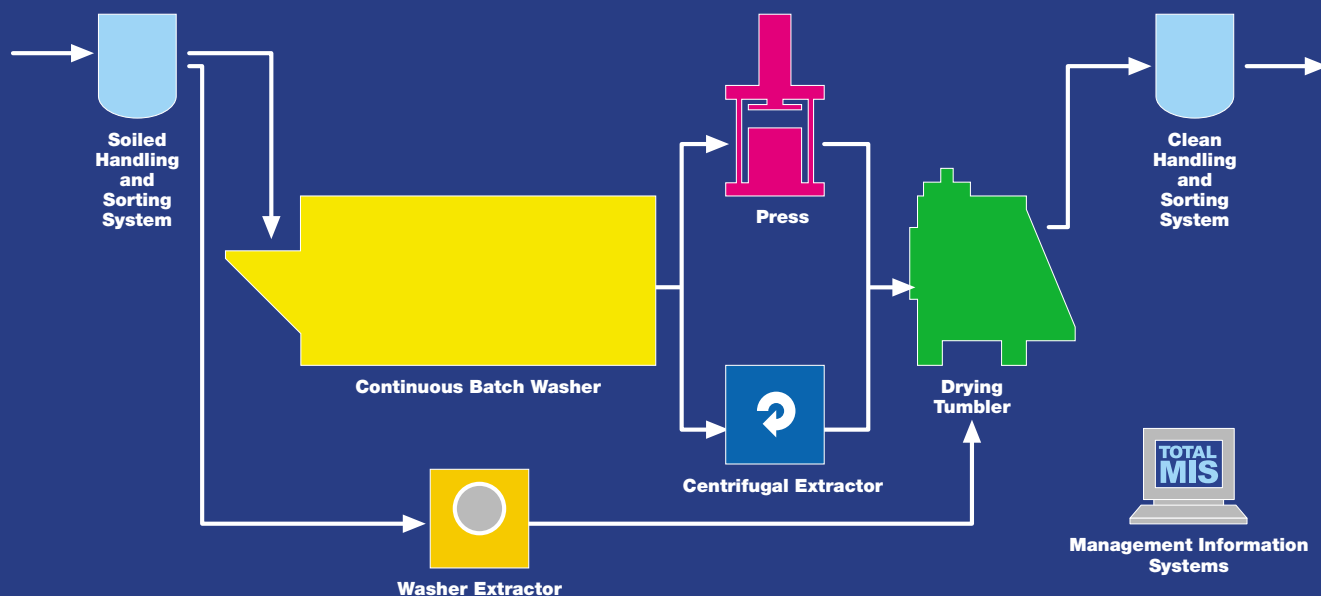 Soiled
Handling
and
Sorting
System
Press
Clean
Handling
and
Sorting
System
Continuous Batch Washer
Drying
Tumbler
Centrifugal Extractor
TOTAL
MIS
Management Information
Systems
Washer Extractor